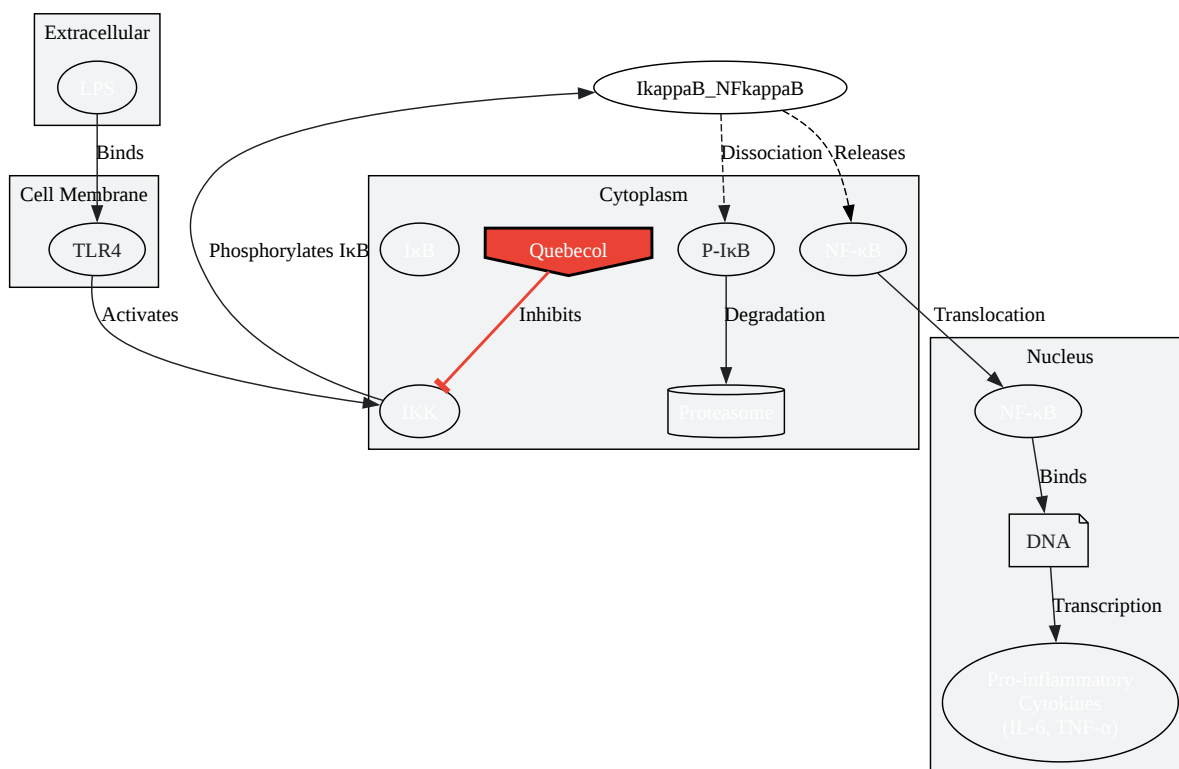 Extracellular
LPS
IkappaB_NFkappaB
Binds
Dissociation
Releases
Cell Membrane
Cytoplasm
TLR4
Phosphorylates IκB
IκB
Quebecol
P-IκB
NF-κB
Activates
Inhibits
Degradation
Translocation
Nucleus
IKK
Proteasome
NF-κB
Binds
DNA
Transcription
Pro-inflammatory
Cytokines
(IL-6, TNF-α)